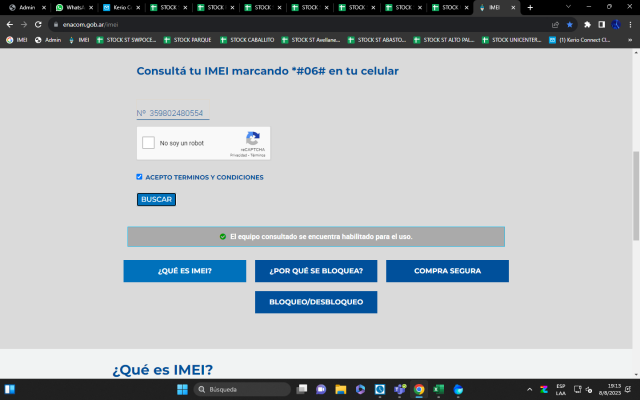 Admin
WhatsA
Kerio C
STOCK
STOCK
STOCK
STOCK
STOCK
STOCK
STOCK
IMEI
enacom.gob.ar/imei
IMEI
Admin
IMEI
STOCK ST SWPOCE...
STOCK PARQUE
STOCK CABALLITO
STOCK ST Avellane...
STOCK ST ABASTO...
STOCK ST ALTO PAL...
STOCK UNICENTER...
(1) Kerio Connect Cl...
»
Consultá tu IMEI marcando *#06# en tu celular
Nº 359802480554
No soy un robot
reCAPTCHA
Privacidad - Términos
ACEPTO TERMINOS Y CONDICIONES
BUSCAR
El equipo consultado se encuentra habilitado para el uso.
¿QUÉ ES IMEI?
¿POR QUÉ SE BLOQUEA?
COMPRA SEGURA
BLOQUEO/DESBLOQUEO
¿Qué es IMEI?
Búsqueda
ESP
LAA
19:13
8/8/2023